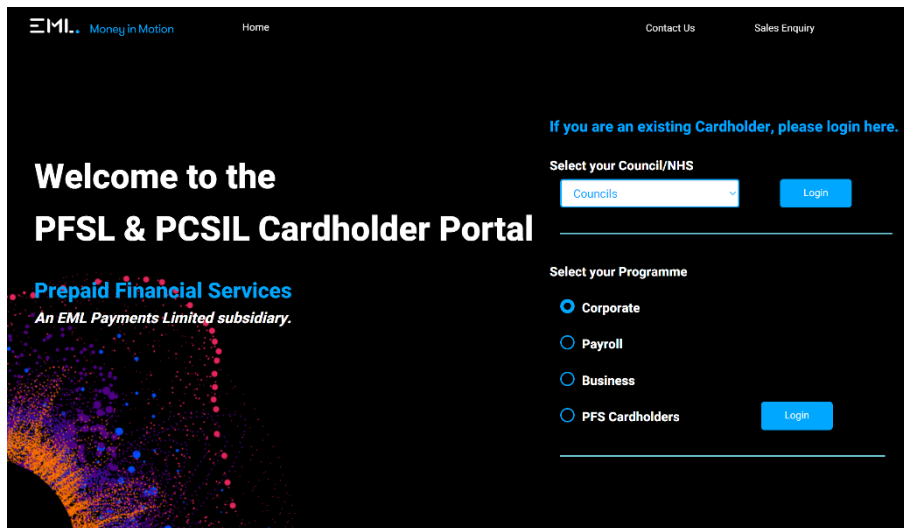 EML. Money in Motion
Home
Contact Us
Sales Enquiry
If you are an existing Cardholder, please login here.
Select your Council/NHS
Councils
Login
Welcome to the
PFSL & PCSIL Cardholder Portal
Prepaid Financial Services
An EML Payments Limited subsidiary.
Select your Programme
Corporate
Payroll
Business
PFS Cardholders
Login